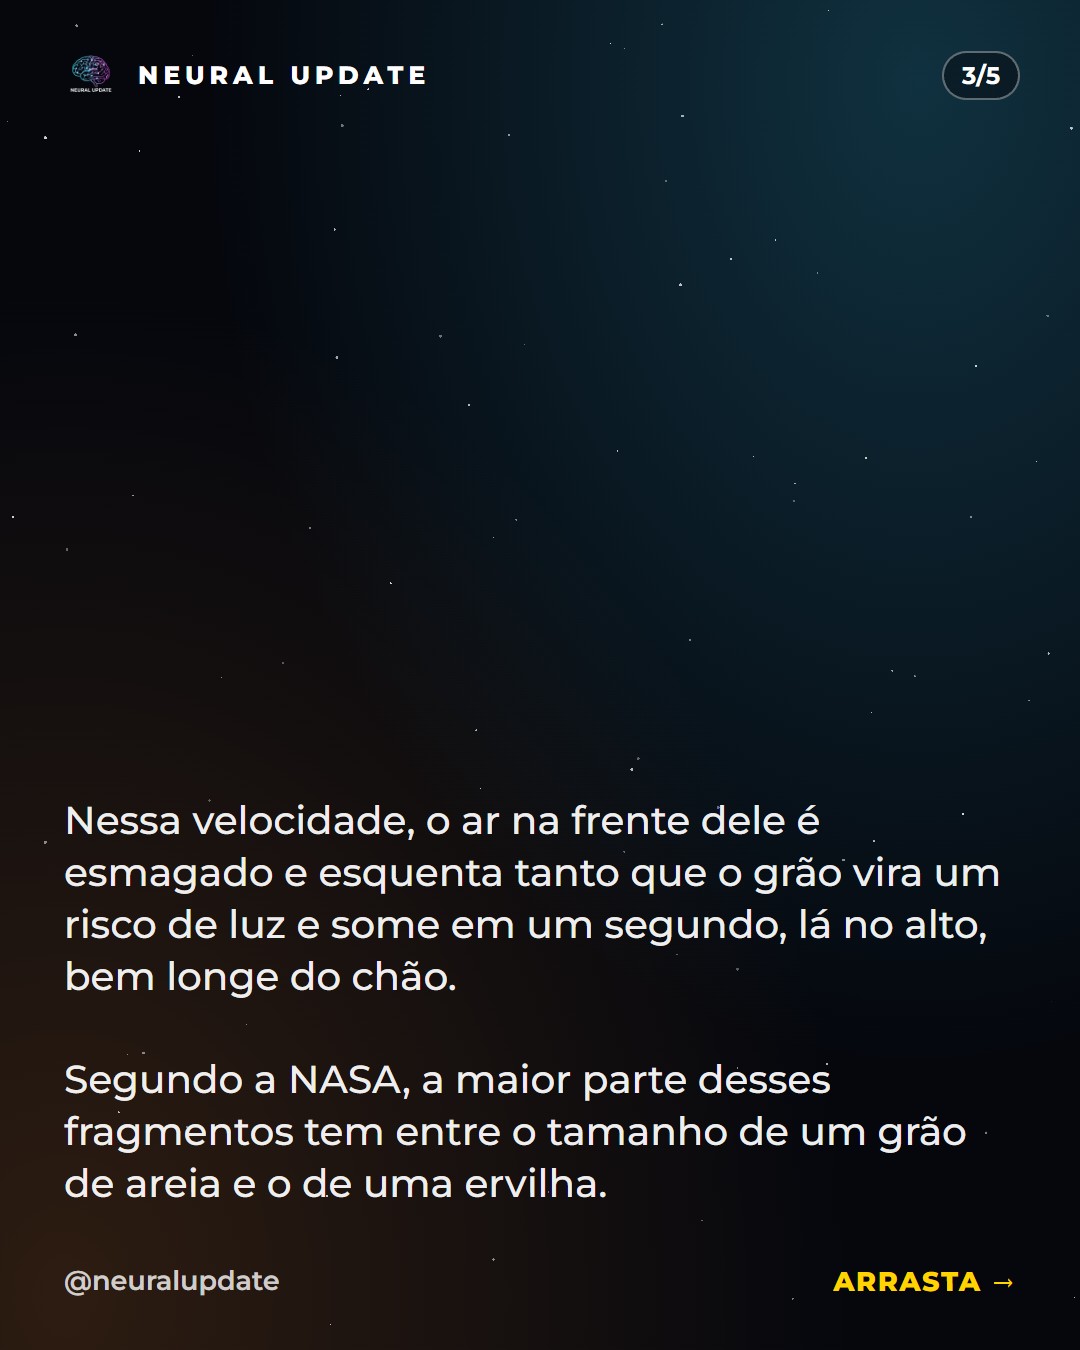 NEURAL UPDATE
NEURAL UPDATE
3/5
Nessa velocidade, o ar na frente dele é
esmagado e esquenta tanto que o grão vira um
risco de luz e some em um segundo, lá no alto,
bem longe do chão.
Segundo a NASA, a maior parte desses
fragmentos tem entre o tamanho de um grão
de areia e o de uma ervilha.
@neuralupdate
ARRASTA →